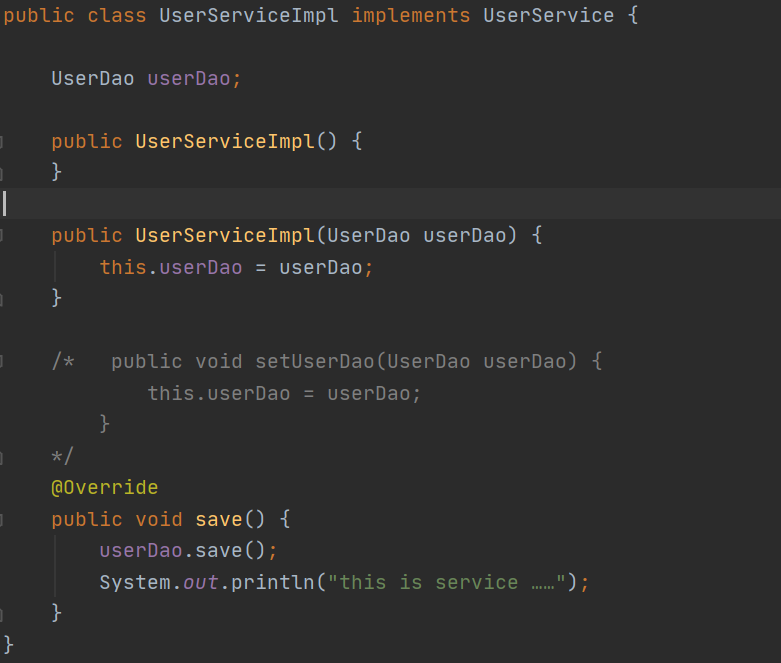 public class UserServiceImpl implements UserService {
UserDao userDao;
public UserServiceImpl() {
}
public UserServiceImpl(UserDao userDao) {
this.userDao = userDao;
}
/*   public void setUserDao(UserDao userDao) {
this.userDao = userDao;
}
*/
@Override
public void save() {
userDao.save();
System.out.println("this is service ……");
}
}